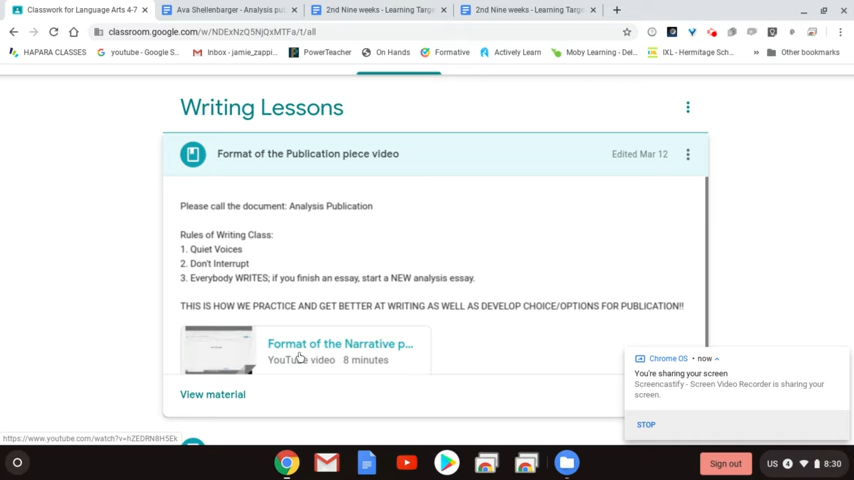 Classwork for Language Arts 4-7
Ava Shellenbarger - Analysis pu
2nd Nine weeks - Learning Targe
2nd Nine weeks - Learning Targe
classroom.google.com/w/NDExNzQ5NjQxMTFa/t/all
HAPARA CLASSES
youtube - Google S...
Inbox - jamie_zappi...
PowerTeacher
On Hands
Formative
Actively Learn
Moby Learning - Del...
IXL - Hermitage Sch...
»
Other bookmarks
Writing Lessons
Format of the Publication piece video
Edited Mar 12
Please call the document: Analysis Publication
Rules of Writing Class:
1. Quiet Voices
2. Don't Interrupt
3. Everybody WRITES; if you finish an essay, start a NEW analysis essay.
THIS IS HOW WE PRACTICE AND GET BETTER AT WRITING AS WELL AS DEVELOP CHOICE/OPTIONS FOR PUBLICATION!!
Format of the Narrative p...
YouTube video 8 minutes
View material
Chrome OS • now
You're sharing your screen
Screencastify - Screen Video Recorder is sharing your
screen.
STOP
https://www.youtube.com/watch?v=hZEDRN8H5Ek
Sign out
US 4 8:30